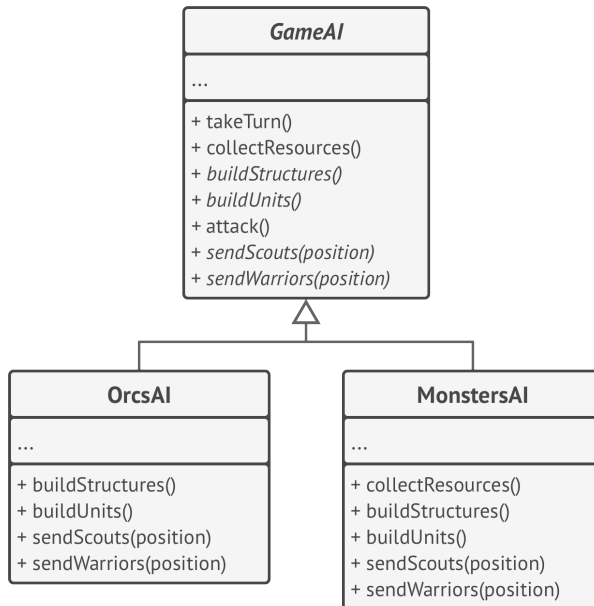 GameAI
...
+ takeTurn()
+ collectResources()
+ buildStructures()
+ buildUnits()
+ attack()
+ sendScouts(position)
+ sendWarriors(position)
OrcsAI
...
+ buildStructures()
+ buildUnits()
+ sendScouts(position)
+ sendWarriors(position)
MonstersAI
...
+ collectResources()
+ buildStructures()
+ buildUnits()
+ sendScouts(position)
+ sendWarriors(position)